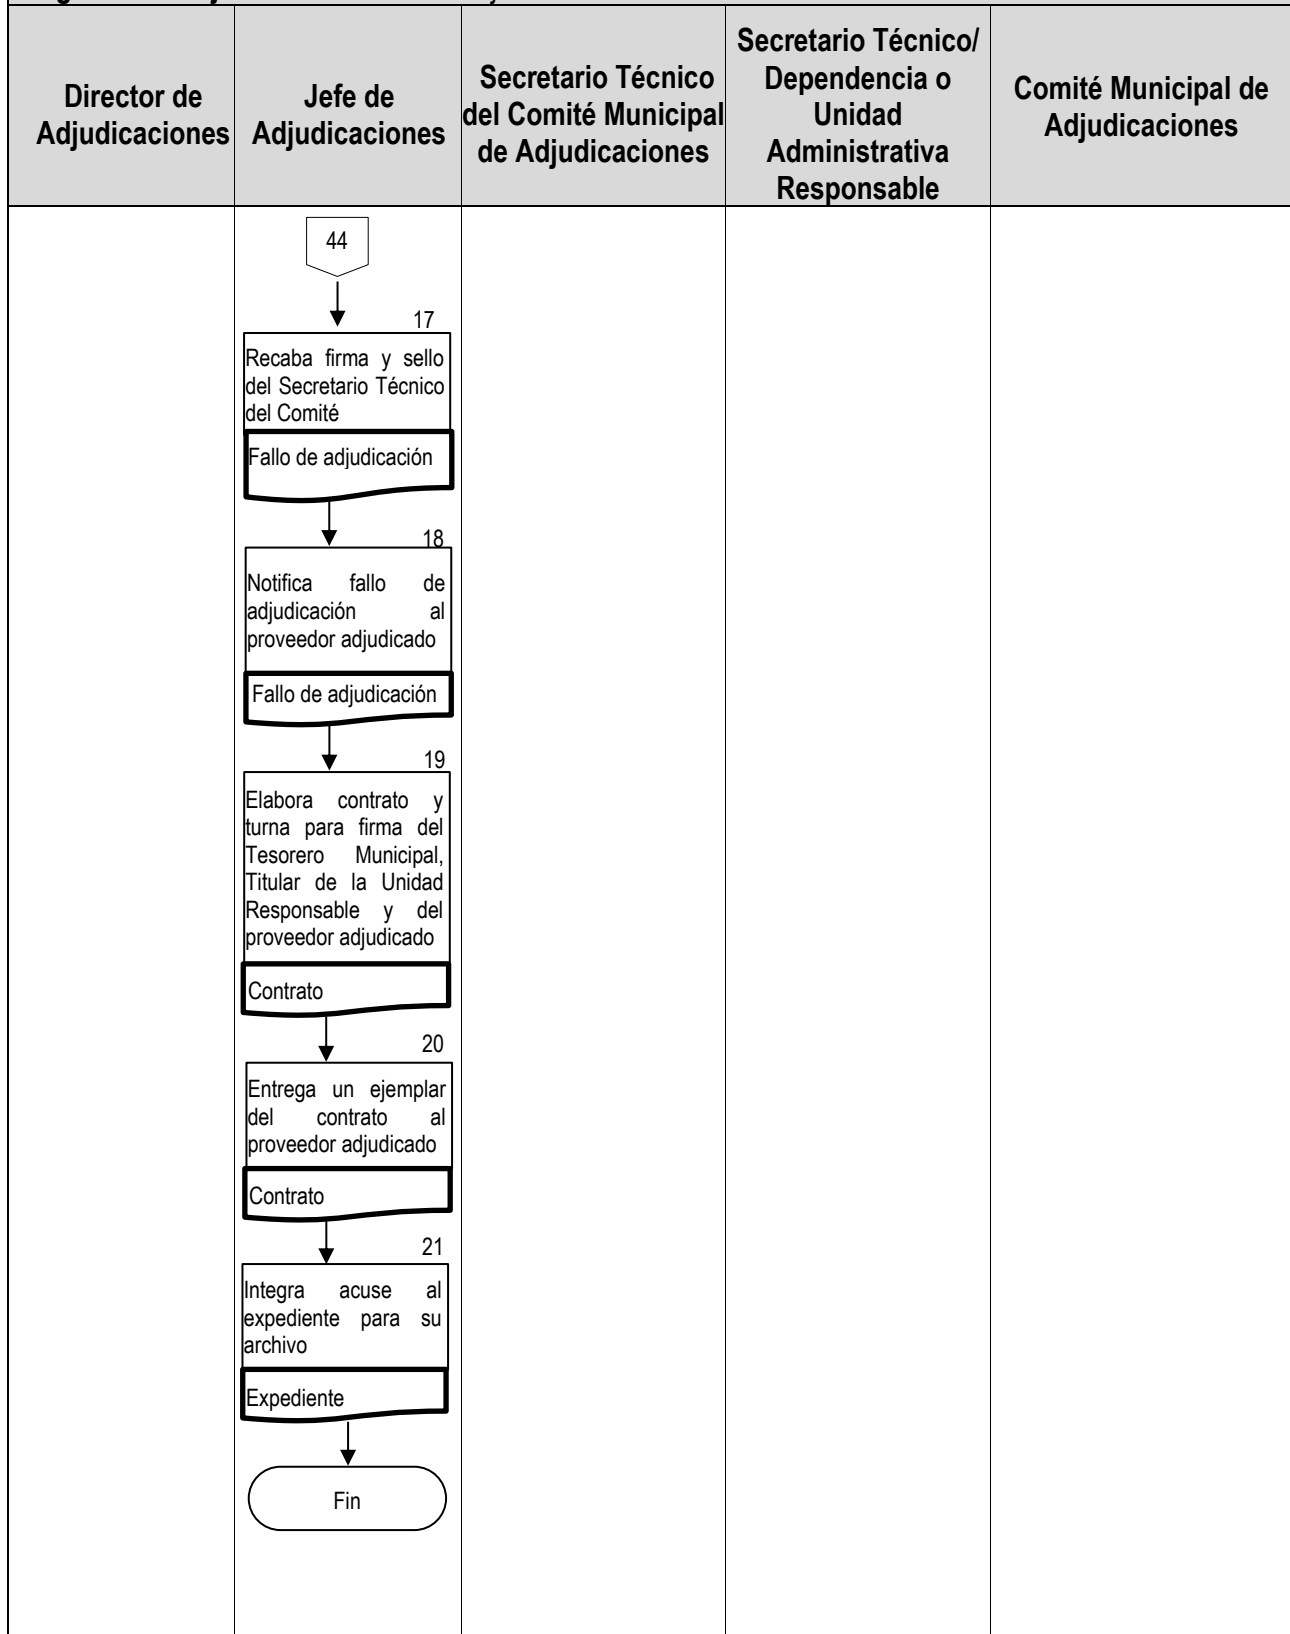 Director de
Adjudicaciones
Jefe de
Adjudicaciones
Secretario Técnico
del Comité Municipal
de Adjudicaciones
Secretario Técnico/
Dependencia o
Unidad
Administrativa
Responsable
Comité Municipal de
Adjudicaciones
44
17
Recaba firma y sello
del Secretario Técnico
del Comité
Fallo de adjudicación
18
Notifica fallo de
adjudicación al
proveedor adjudicado
Fallo de adjudicación
19
Elabora contrato y
turna para firma del
Tesorero Municipal,
Titular de la Unidad
Responsable y del
proveedor adjudicado
Contrato
20
Entrega un ejemplar
del contrato al
proveedor adjudicado
Contrato
21
Integra acuse al
expediente para su
archivo
Expediente
Fin